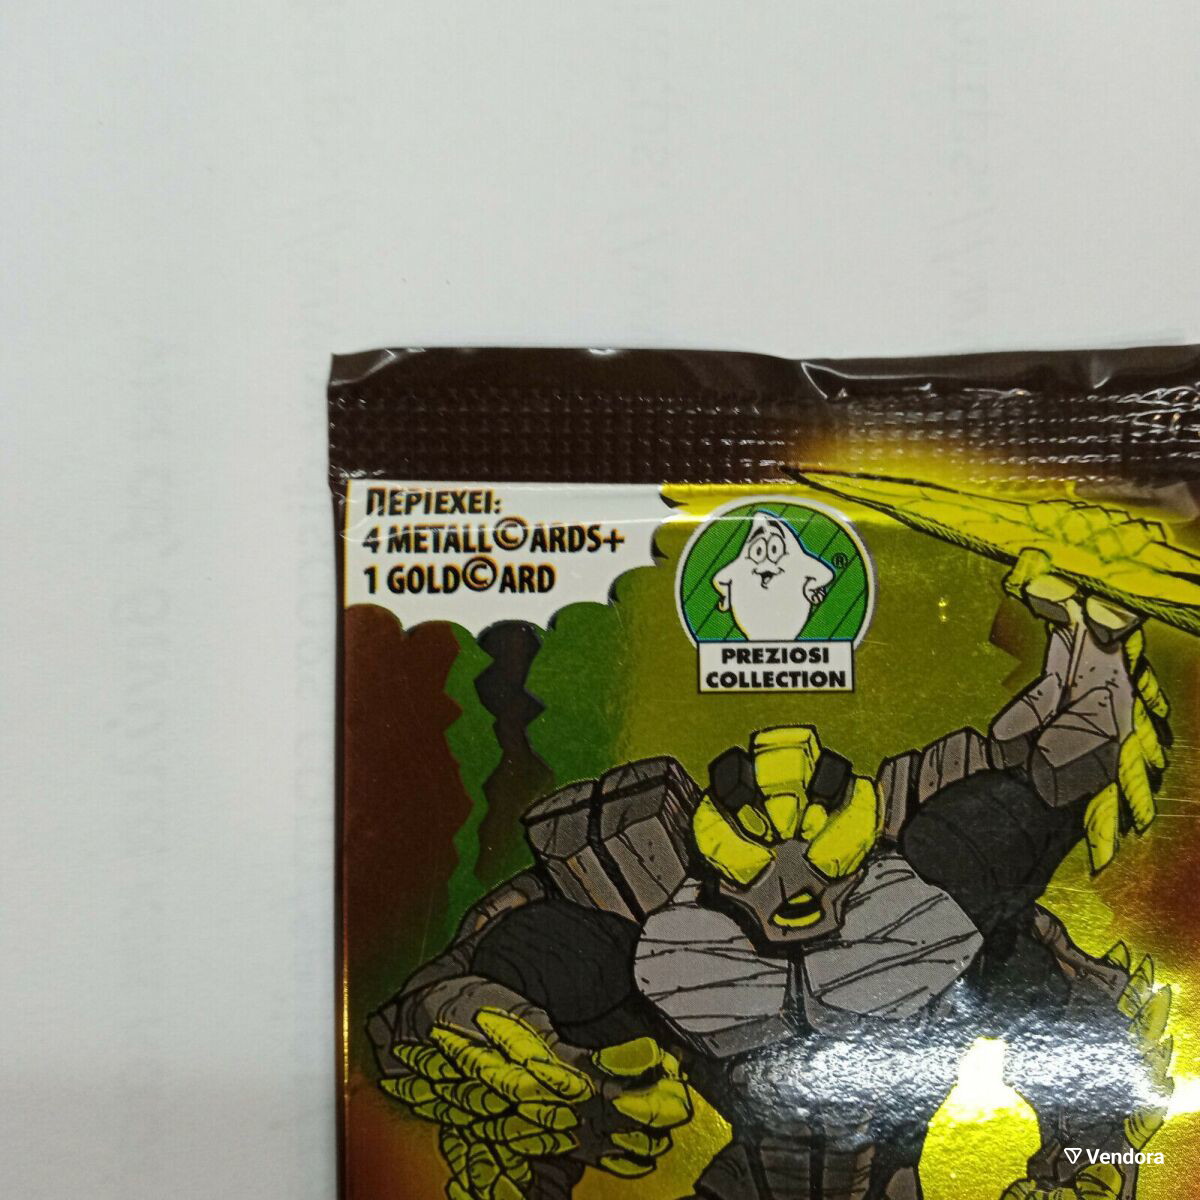 ΠΕΡΙΕΧΕΙ:
4 METALL©ARDS+
1 GOLD©ARD
®
PREZIOSI
COLLECTION
Vendora